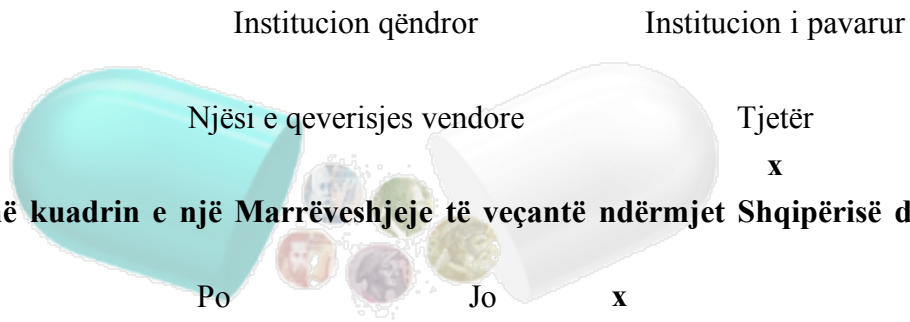 Institucion qëndror Institucion i pavarur
Njësi e qeverisjes vendore Tjetër
x
kuadrin e një Marrëveshjeje të veçantë ndërmjet Shqipërisë
Po Jo x